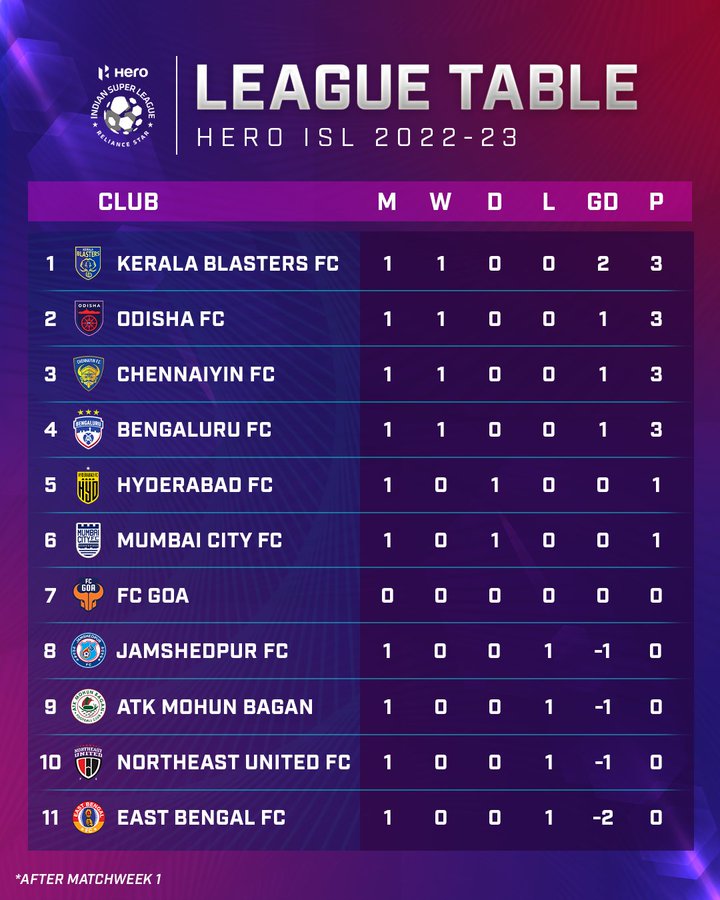 Hero
INDIAN SUPER LEAGUE
RELIANCE STAR
LEAGUE TABLE
HERO ISL 2022-23
CLUB M W D L GD P
1 KERALA BLASTERS FC 1 1 0 0 2 3
2 ODISHA FC 1 1 0 0 1 3
3 CHENNAIYIN FC 1 1 0 0 1 3
4 BENGALURU FC 1 1 0 0 1 3
5 HYDERABAD FC 1 0 1 0 0 1
6 MUMBAI CITY FC 1 0 1 0 0 1
7 FC GOA 0 0 0 0 0 0
8 JAMSHEDPUR FC 1 0 0 1 -1 0
9 ATK MOHUN BAGAN 1 0 0 1 -1 0
10 NORTHEAST UNITED FC 1 0 0 1 -1 0
11 EAST BENGAL FC 1 0 0 1 -2 0
*AFTER MATCHWEEK 1